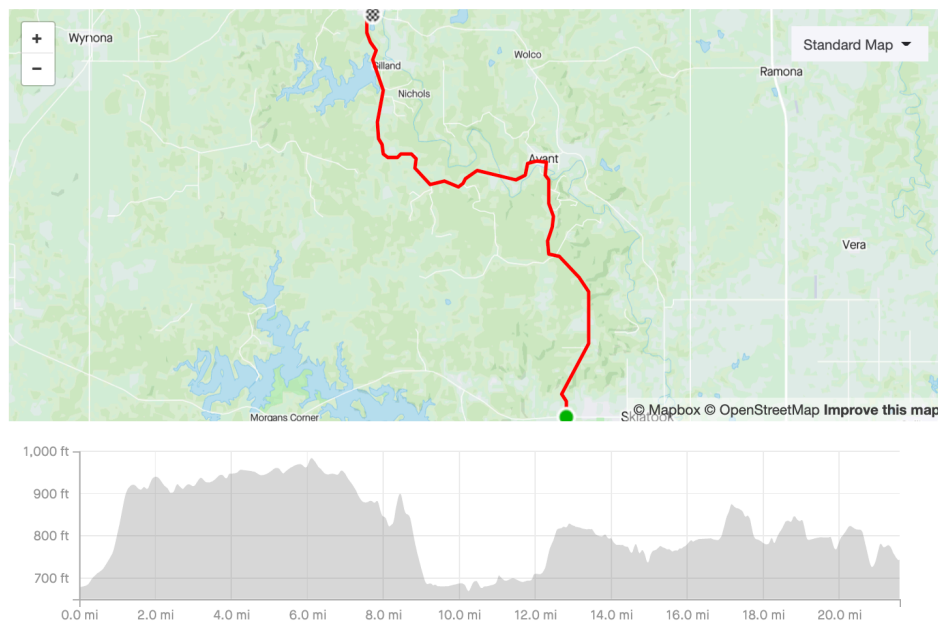 +
−
Standard Map
Wynona
Wolco
Ramona
Gilland
Nichols
Avant
Vera
Morgans Corner
Skiatook
© Mapbox © OpenStreetMap Improve this map
1,000 ft
900 ft
800 ft
700 ft
0.0 mi 2.0 mi 4.0 mi 6.0 mi 8.0 mi 10.0 mi 12.0 mi 14.0 mi 16.0 mi 18.0 mi 20.0 mi